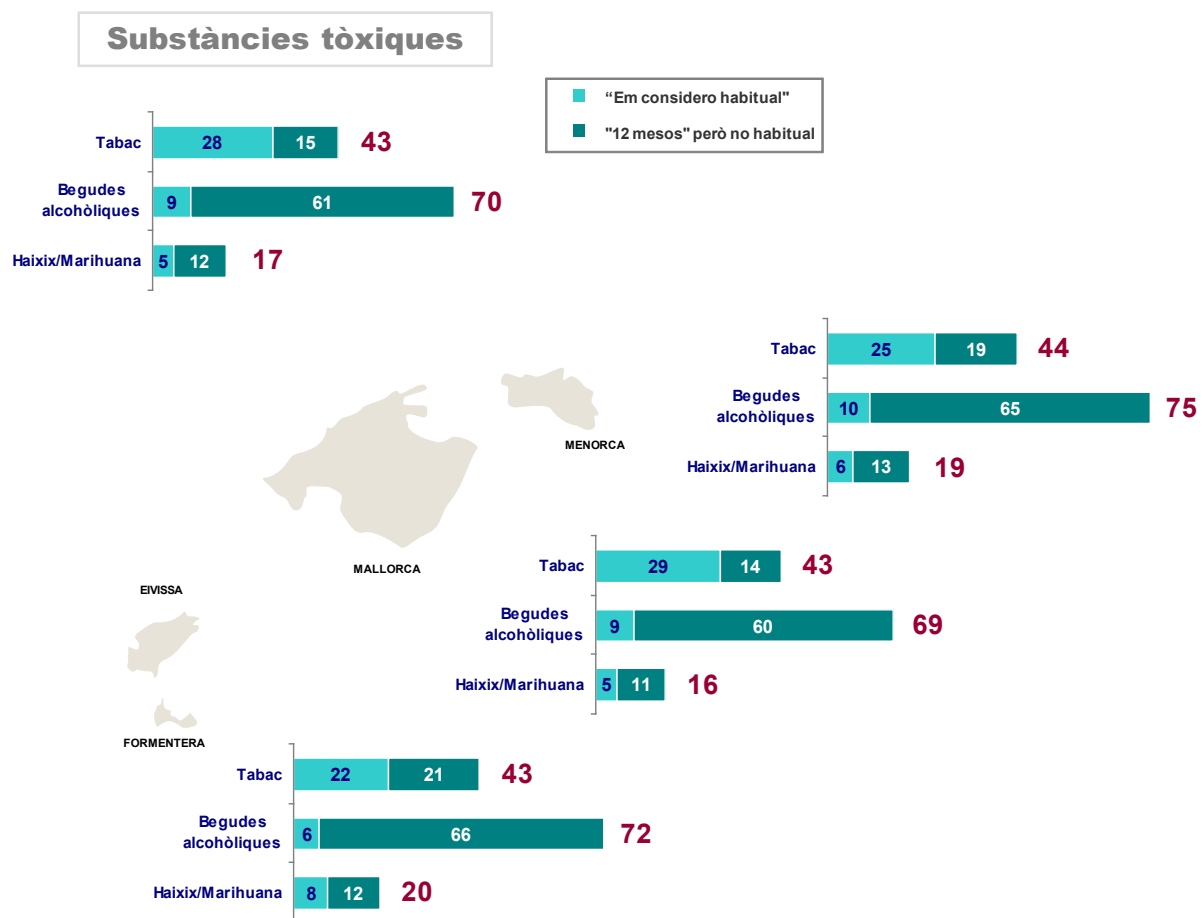 Substàncies tòxiques
“Em considero habitual"
"12 mesos" però no habitual
Tabac
28
15
43
Begudes
alcohòliques
9
61
70
Haixix/Marihuana
5
12
17
Tabac
25
19
44
Begudes
alcohòliques
10
65
75
Haixix/Marihuana
6
13
19
MENORCA
MALLORCA
EIVISSA
FORMENTERA
Tabac
29
14
43
Begudes
alcohòliques
9
60
69
Haixix/Marihuana
5
11
16
Tabac
22
21
43
Begudes
alcohòliques
6
66
72
Haixix/Marihuana
8
12
20